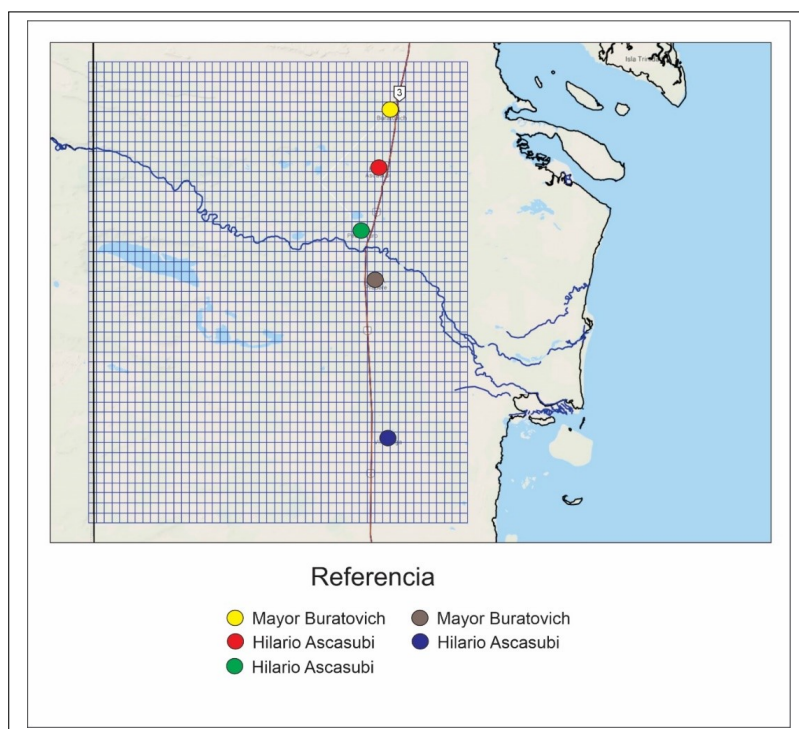 Isla Trinidad
3
Referencia
Mayor Buratovich
Mayor Buratovich
Hilario Ascasubi
Hilario Ascasubi
Hilario Ascasubi